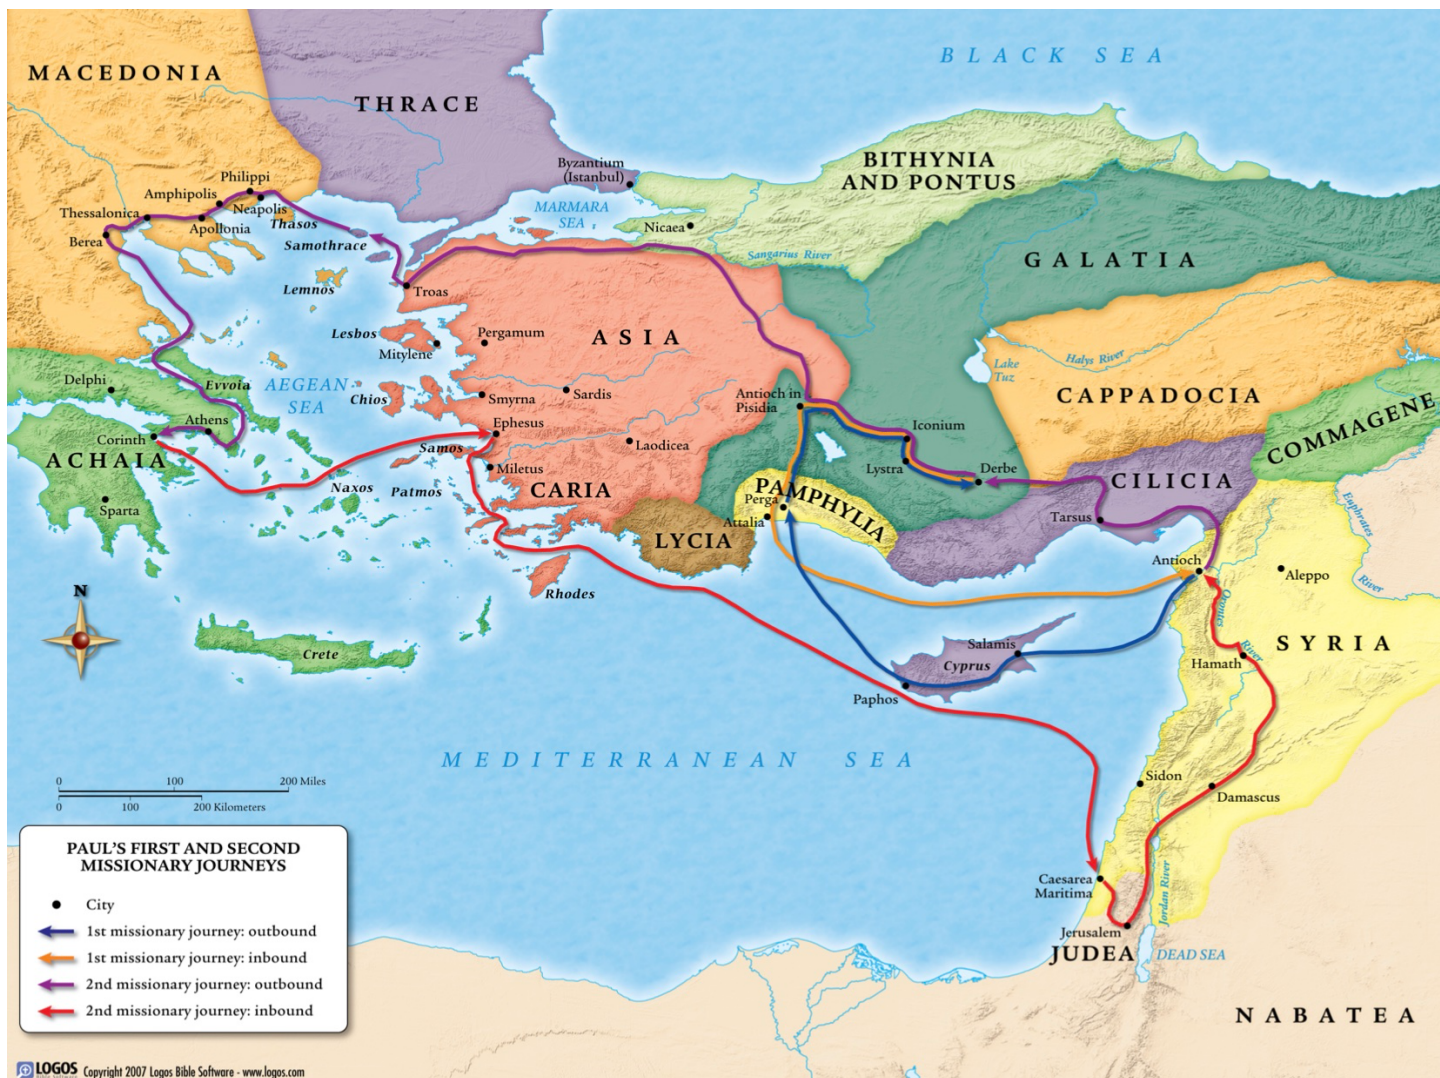 BLACK SEA
MACEDONIA
THRACE
BITHYNIA
AND PONTUS
Byzantium
(Istanbul)
Philippi
Amphipolis
Neapolis
Thessalonica
Apollonia
Thasos
MARMARA
SEA
Nicaea
Berea
Samothrace
Sangarius River
GALATIA
Lemnos
Troas
Lesbos
Mitylene
Pergamum
ASIA
Lake
Tuz
Halys River
CAPPADOCIA
Delphi
Evvoia
AEGEAN
SEA
Chios
Smyrna
Sardis
Antioch in
Pisidia
COMMAGENE
Athens
Corinth
Ephesus
Iconium
ACHAIA
Samos
Laodicea
Lystra
Derbe
Miletus
CILICIA
Naxos
Patmos
CARIA
PAMPHYLIA
Perga
Sparta
Attalia
Tarsus
Euphrates
River
LYCIA
Antioch
Aleppo
Rhodes
Orontes
River
SYRIA
N
Crete
Salamis
Cyprus
Hamath
Paphos
MEDITERRANEAN SEA
Sidon
Damascus
0 100 200 Miles
0 100 200 Kilometers
Caesarea
Maritima
Jordan River
Jerusalem
JUDEA
DEAD SEA
NABATEA
PAUL'S FIRST AND SECOND
MISSIONARY JOURNEYS
City
1st missionary journey: outbound
1st missionary journey: inbound
2nd missionary journey: outbound
2nd missionary journey: inbound
LOGOS
Copyright 2007 Logos Bible Software - www.logos.com